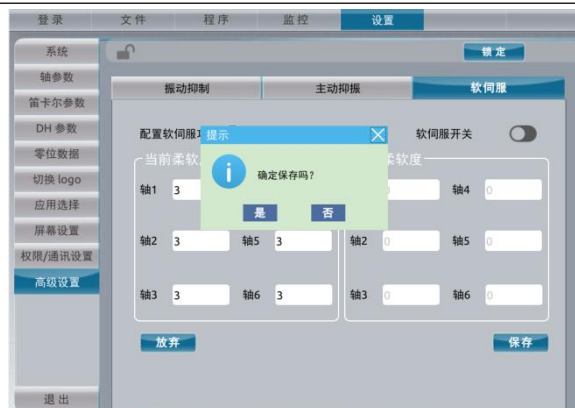 登录 文件 程序 监控 设置
系统 锁定
轴参数
振动抑制 主动抑振 软伺服
笛卡尔参数
DH 参数
配置软伺服 提示 软伺服开关
零位数据
当前柔软 柔软度
切换 logo
确定保存吗?
轴1 3 0 轴4 0
应用选择
是 否
屏幕设置
轴2 3 轴5 3 轴2 0 轴5 0
权限/通讯设置
高级设置
轴3 3 轴6 3 轴3 0 轴6 0
放弃 保存
退出